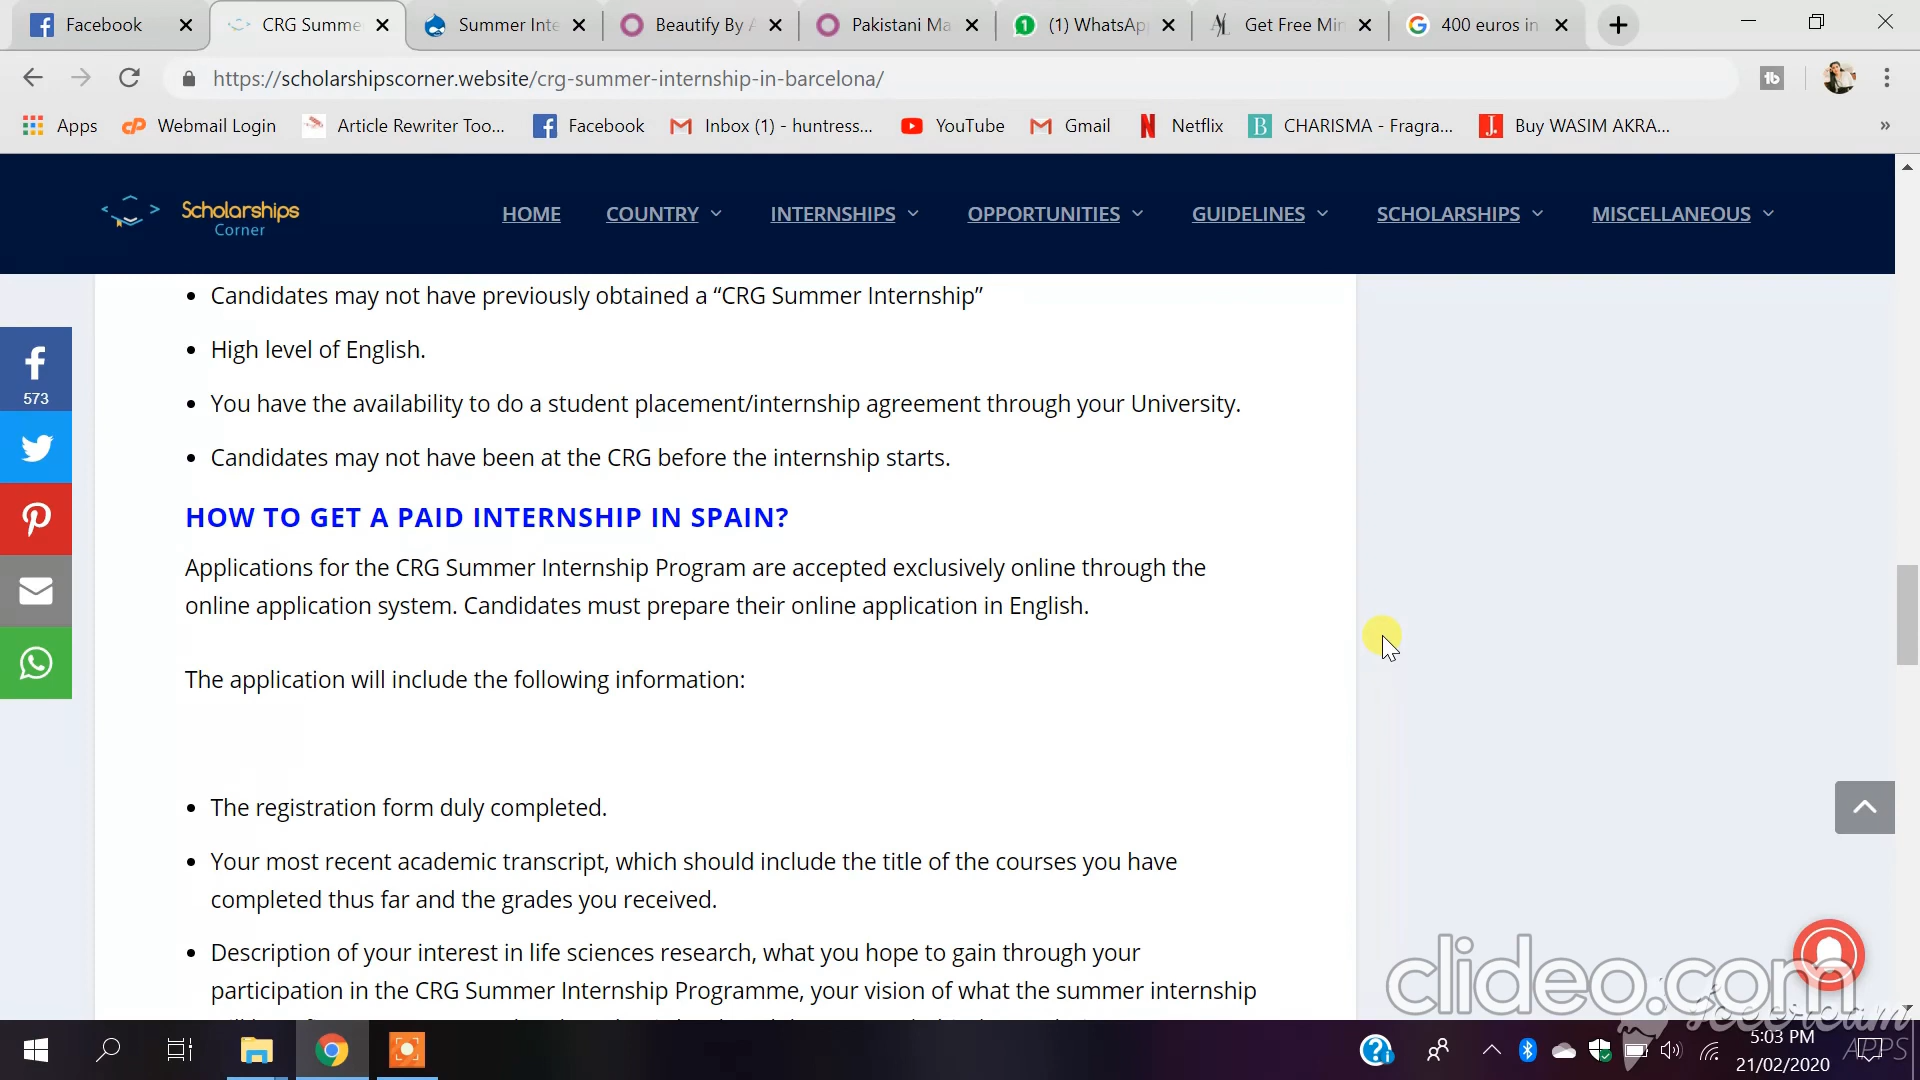 Facebook
CRG Summe
Summer Inte
Beautify By A
Pakistani Ma
(1) WhatsAp
Get Free Min
400 euros in
https://scholarshipscorner.website/crg-summer-internship-in-barcelona/
Apps
Webmail Login
Article Rewriter Too...
Facebook
Inbox (1) - huntress...
YouTube
Gmail
Netflix
CHARISMA - Fragra...
Buy WASIM AKRA...
Scholarships
Corner
HOME
COUNTRY
INTERNSHIPS
OPPORTUNITIES
GUIDELINES
SCHOLARSHIPS
MISCELLANEOUS
• Candidates may not have previously obtained a “CRG Summer Internship”
• High level of English.
573
• You have the availability to do a student placement/internship agreement through your University.
• Candidates may not have been at the CRG before the internship starts.
HOW TO GET A PAID INTERNSHIP IN SPAIN?
Applications for the CRG Summer Internship Program are accepted exclusively online through the
online application system. Candidates must prepare their online application in English.
The application will include the following information:
• The registration form duly completed.
• Your most recent academic transcript, which should include the title of the courses you have
completed thus far and the grades you received.
• Description of your interest in life sciences research, what you hope to gain through your
participation in the CRG Summer Internship Programme, your vision of what the summer internship
clideo.com
Icecream
APPS
5:03 PM
21/02/2020